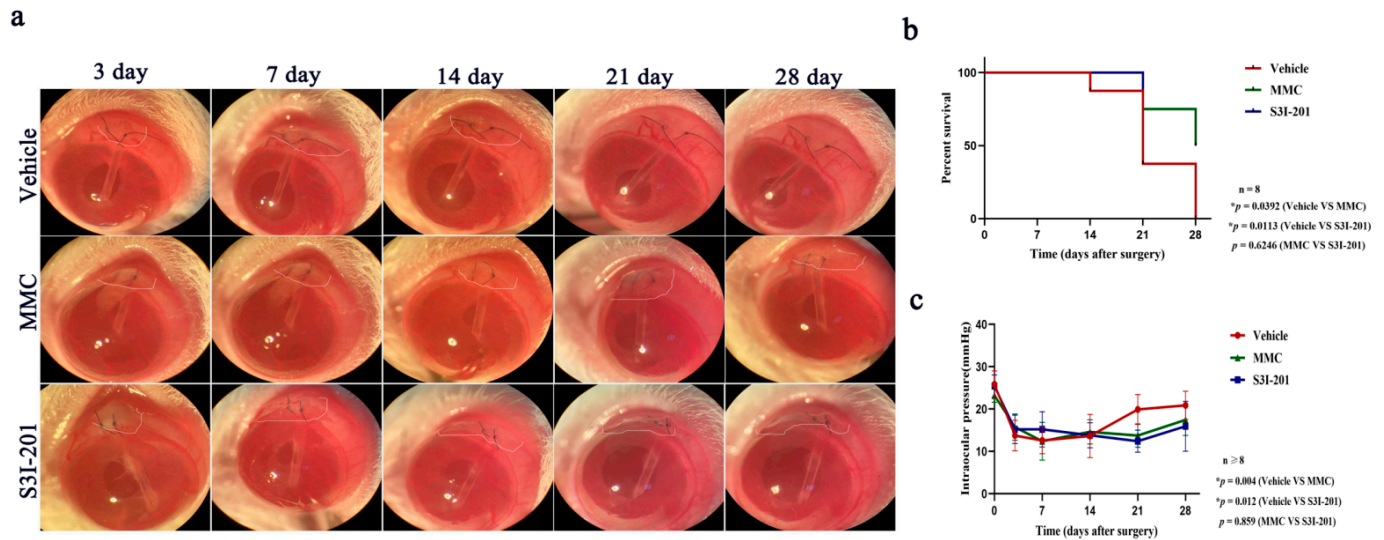 a
3 day
7 day
14 day
21 day
28 day
Vehicle
MMC
S3I-201
b
Percent survival
100
50
0
0
7
14
21
28
Time (days after surgery)
Vehicle
MMC
S3I-201
n = 8
*p = 0.0392 (Vehicle VS MMC)
*p = 0.0113 (Vehicle VS S3I-201)
p = 0.6246 (MMC VS S3I-201)
c
Intraocular pressure(mmHg)
40
30
20
10
0
0
7
14
21
28
Time (days after surgery)
Vehicle
MMC
S3I-201
n ⩾ 8
*p = 0.004 (Vehicle VS MMC)
*p = 0.012 (Vehicle VS S3I-201)
p = 0.859 (MMC VS S3I-201)